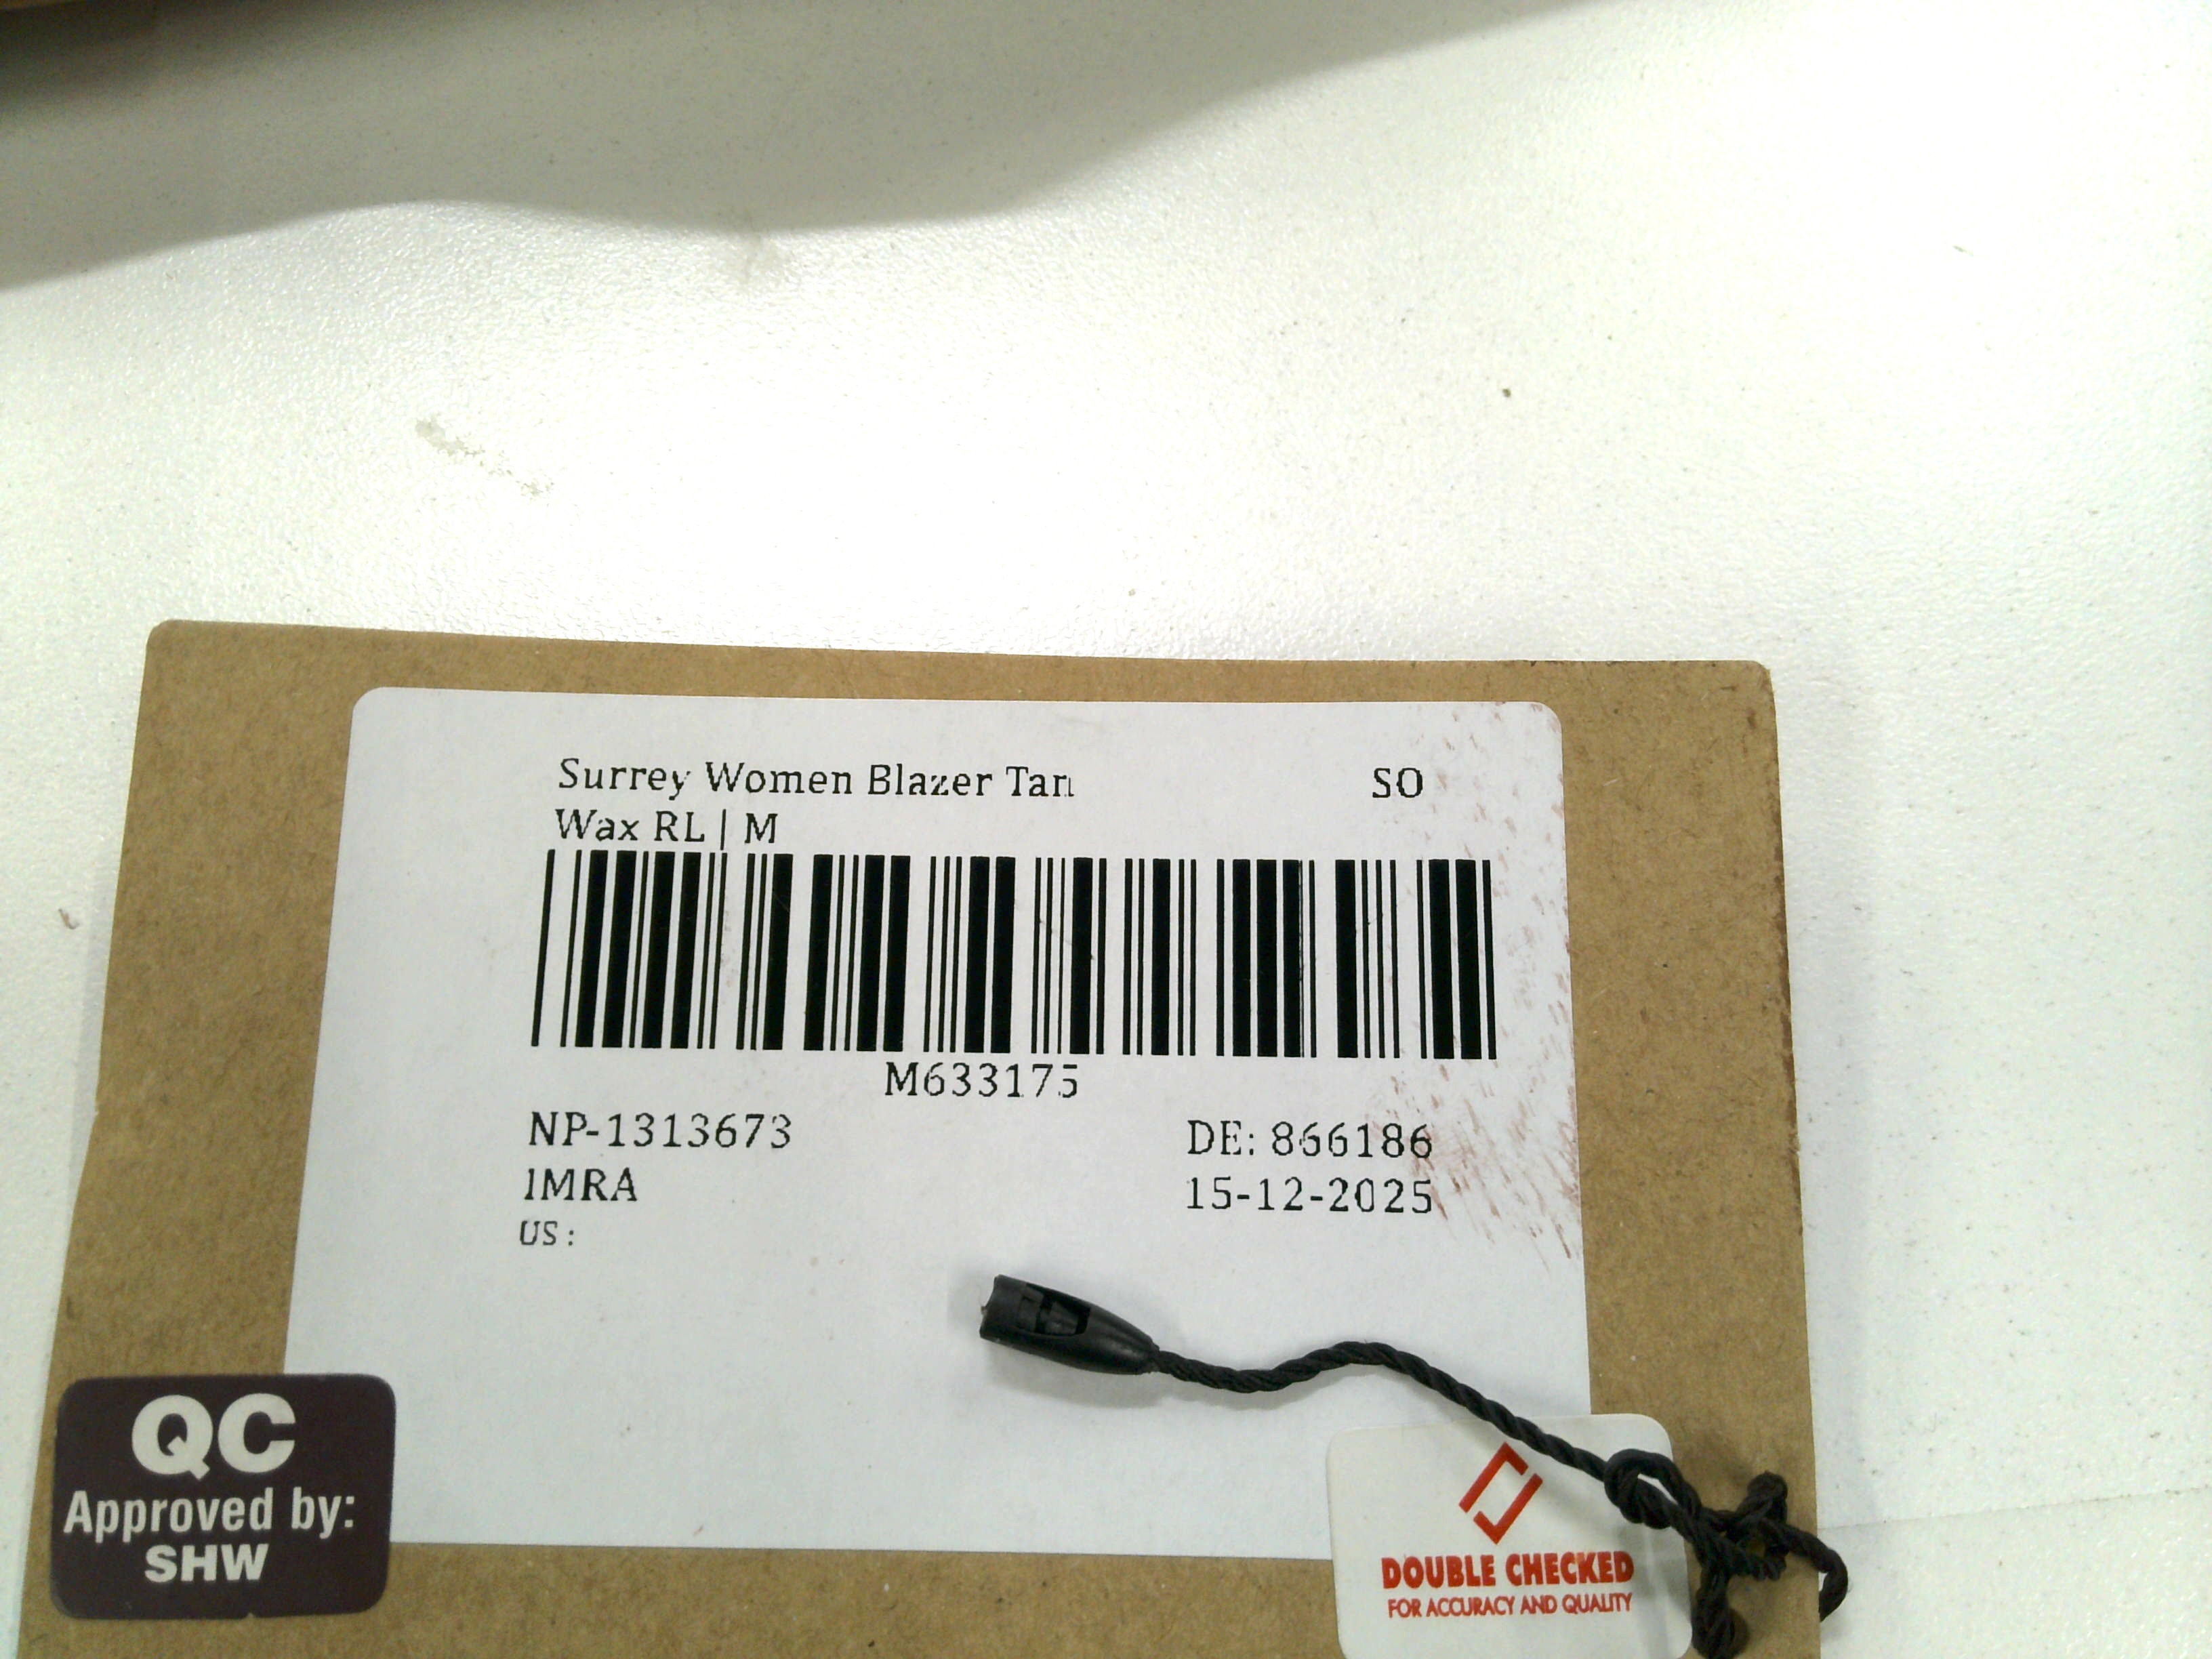 Surrey Women Blazer Tan SO
Wax RL | M
M633175
NP-1313673 DE: 866186
IMRA 15-12-2025
US :
QC
Approved by:
SHW
DOUBLE CHECKED
FOR ACCURACY AND QUALITY